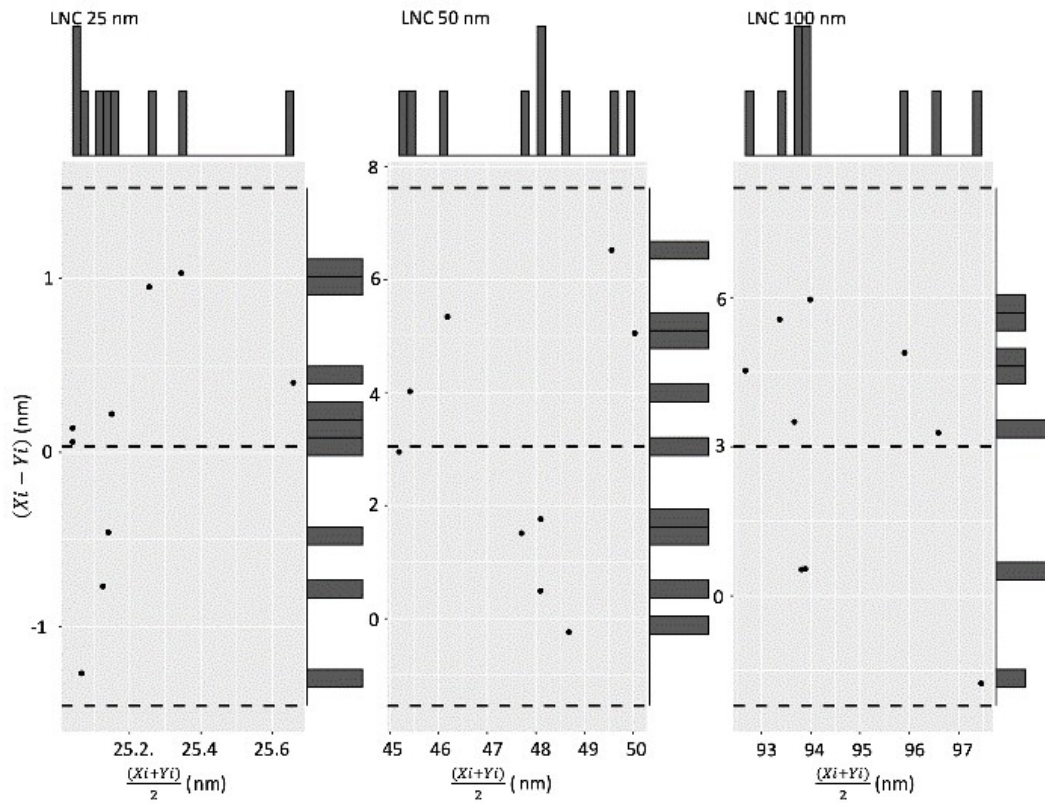 LNC 25 nm
LNC 50 nm
LNC 100 nm
(Xi − Yi) (nm)
1
0
-1
8
6
4
2
0
6
3
0
25.2. 25.4 25.6
45 46 47 48 49 50
93 94 95 96 97
(Xi+Yi)/2 (nm)
(Xi+Yi)/2 (nm)
(Xi+Yi)/2 (nm)